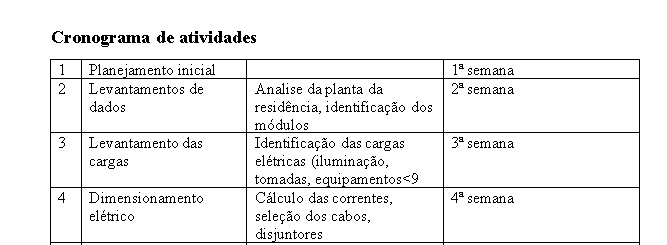 Cronograma de atividades
1 Planejamento inicial 1ª semana
2 Levantamentos de Analise da planta da 2ª semana
dados residência, identificação dos
módulos
3 Levantamento das Identificação das cargas 3ª semana
cargas elétricas (iluminação,
tomadas, equipamentos<9
4 Dimensionamento Cálculo das correntes, 4ª semana
elétrico seleção dos cabos,
disjuntores